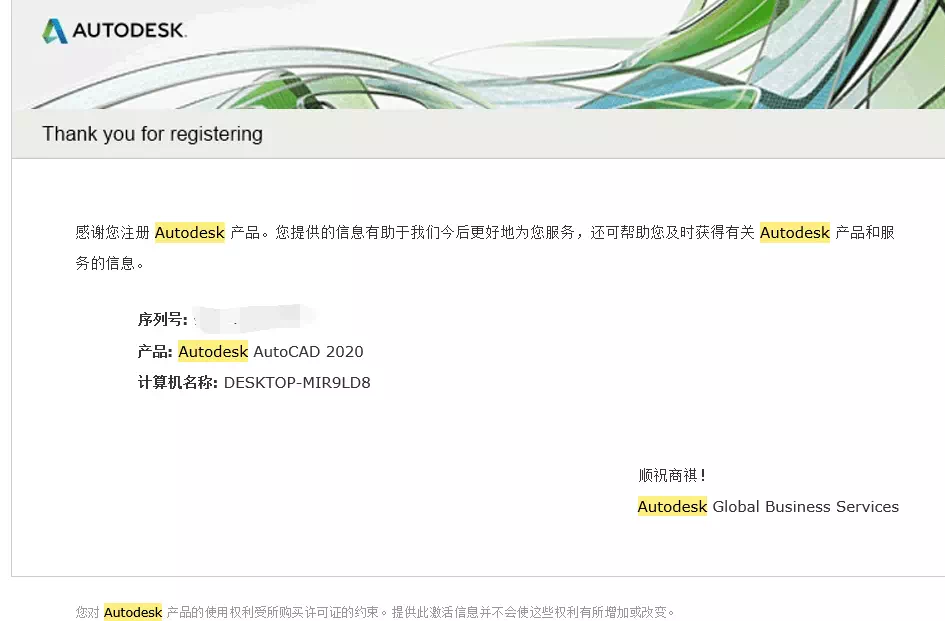 AUTODESK.
Thank you for registering
感谢您注册 Autodesk 产品。您提供的信息有助于我们今后更好地为您服务，还可帮助您及时获得有关 Autodesk 产品和服
务的信息。
序列号:
产品: Autodesk AutoCAD 2020
计算机名称: DESKTOP-MIR9LD8
顺祝商祺！
Autodesk Global Business Services
您对 Autodesk 产品的使用权利受所购买许可证的约束。提供此激活信息并不会使这些权利有所增加或改变。